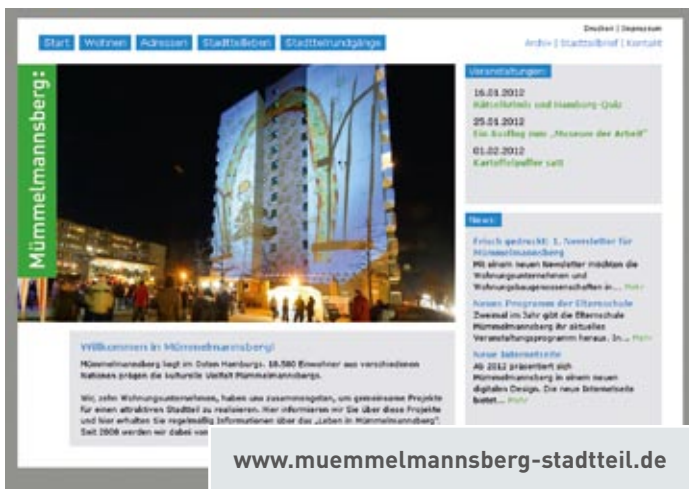 Drucken | Impressum
Start Wohnen Adressen Stadtteilleben Stadtteilrundgänge
Archiv | Stadtteilbrief | Kontakt
Mümmelmannsberg:
Veranstaltungen:
16.01.2012
Rätselhaftes und Hamburg-Quiz
25.01.2012
Ein Ausflug zum „Museum der Arbeit"
01.02.2012
Kartoffelpuffer satt
News:
Frisch gedruckt: 1. Newsletter für
Mümmelmannsberg
Mit einem neuen Newsletter möchten die
Wohnungsunternehmen und
Wohnungsbaugenossenschaften in... Mehr
Neues Programm der Elternschule
Zweimal im Jahr gibt die Elternschule
Mümmelmannsberg ihr aktuelles
Veranstaltungsprogramm heraus. In... Mehr
Neue Internetseite
Ab 2012 präsentiert sich
Mümmelmannsberg in einem neuen
digitalen Design. Die neue Internetseite
bietet... Mehr
Willkommen in Mümmelmannsberg!
Mümmelmannsberg liegt im Osten Hamburgs. 18.500 Einwohner aus verschiedenen
Nationen prägen die kulturelle Vielfalt Mümmelmannsbergs.
Wir, zehn Wohnungsunternehmen, haben uns zusammengetan, um gemeinsame Projekte
für einen attraktiven Stadtteil zu realisieren. Hier informieren wir Sie über diese Projekte
und hier erhalten Sie regelmäßig Informationen über das „Leben in Mümmelmannsberg".
Seit 2008 werden wir dabei von
www.muemmelmannsberg-stadtteil.de